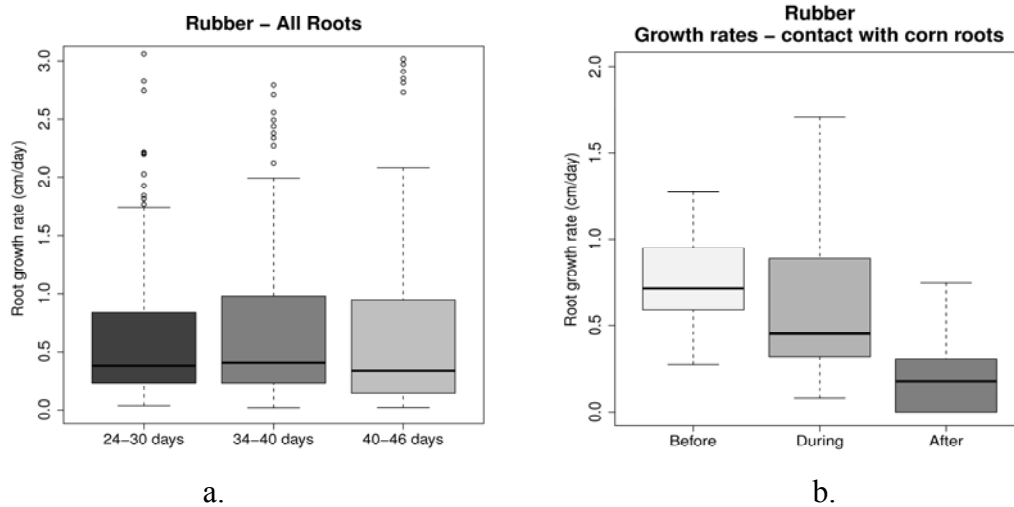 Rubber – All Roots
Root growth rate (cm/day)
3.0
2.5
2.0
1.5
1.0
0.5
0.0
24–30 days
34–40 days
40–46 days
a.
Rubber
Growth rates – contact with corn roots
Root growth rate (cm/day)
2.0
1.5
1.0
0.5
0.0
Before
During
After
b.